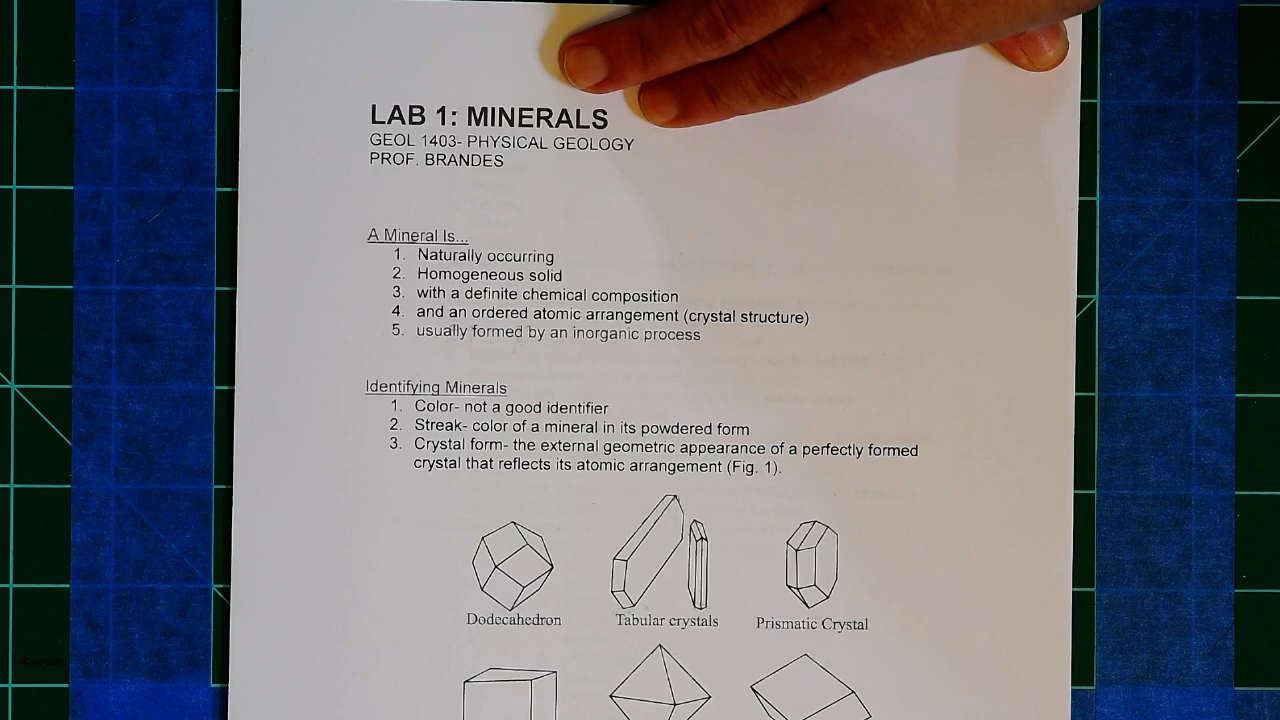 LAB 1: MINERALS
GEOL 1403- PHYSICAL GEOLOGY
PROF. BRANDES
A Mineral Is...
1. Naturally occurring
2. Homogeneous solid
3. with a definite chemical composition
4. and an ordered atomic arrangement (crystal structure)
5. usually formed by an inorganic process
Identifying Minerals
1. Color- not a good identifier
2. Streak- color of a mineral in its powdered form
3. Crystal form- the external geometric appearance of a perfectly formed
crystal that reflects its atomic arrangement (Fig. 1).
Dodecahedron Tabular crystals Prismatic Crystal